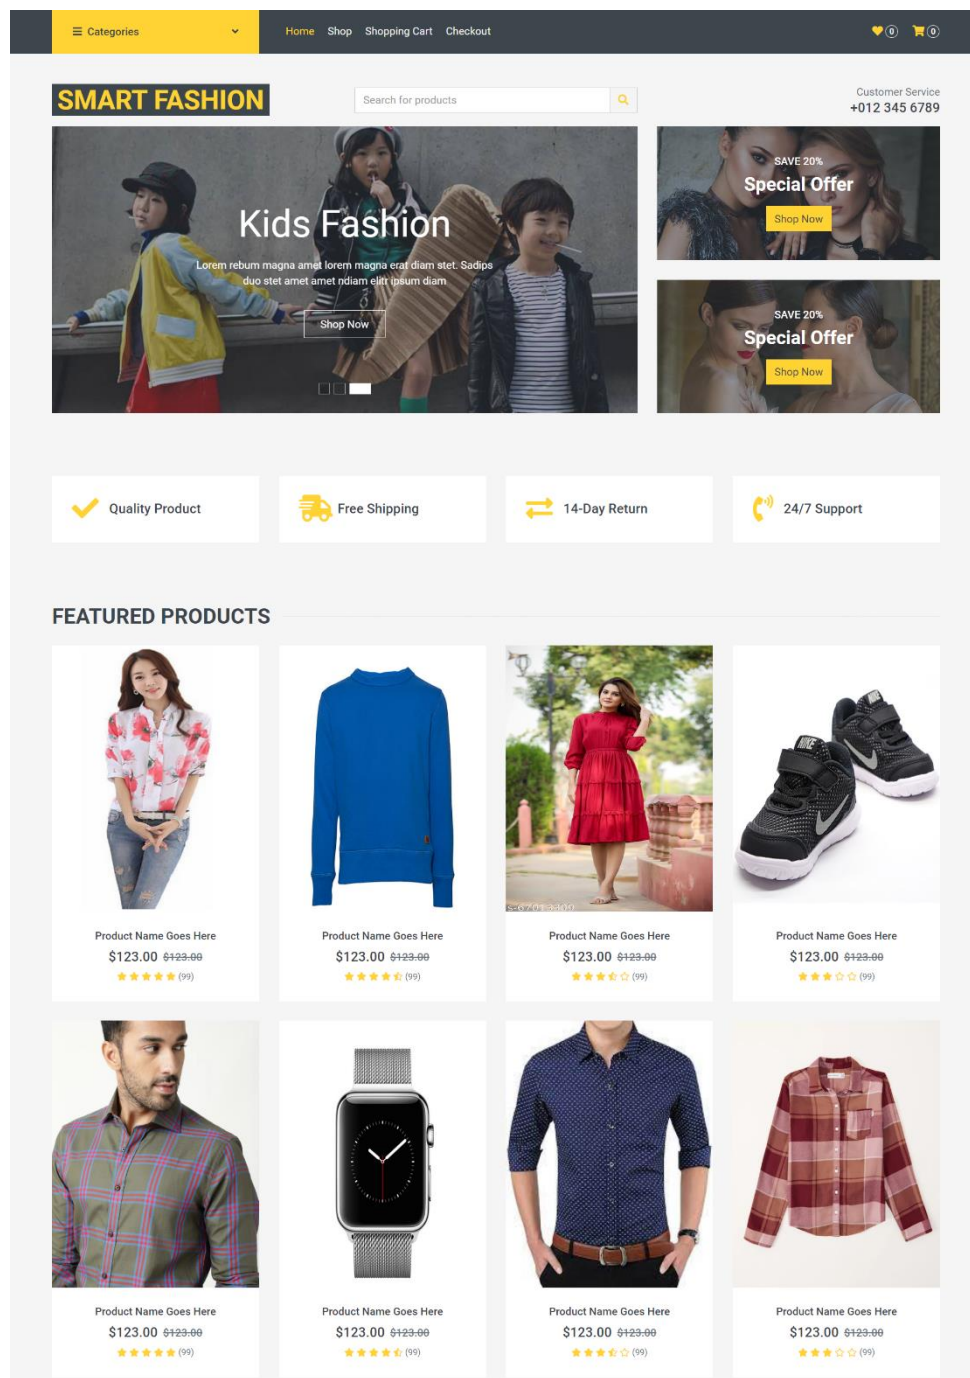 Categories
Home Shop Shopping Cart Checkout
0 0
SMART FASHION
Search for products
Customer Service
+012 345 6789
Kids Fashion
Lorem rebum magna amet lorem magna erat diam stet. Sadips
duo stet amet amet ndiam elitr ipsum diam
Shop Now
SAVE 20%
Special Offer
Shop Now
SAVE 20%
Special Offer
Shop Now
Quality Product
Free Shipping
14-Day Return
24/7 Support
FEATURED PRODUCTS
NIKE
Product Name Goes Here
$123.00 $123.00
(99)
Product Name Goes Here
$123.00 $123.00
(99)
Product Name Goes Here
$123.00 $123.00
(99)
Product Name Goes Here
$123.00 $123.00
(99)
Product Name Goes Here
$123.00 $123.00
(99)
Product Name Goes Here
$123.00 $123.00
(99)
Product Name Goes Here
$123.00 $123.00
(99)
Product Name Goes Here
$123.00 $123.00
(99)